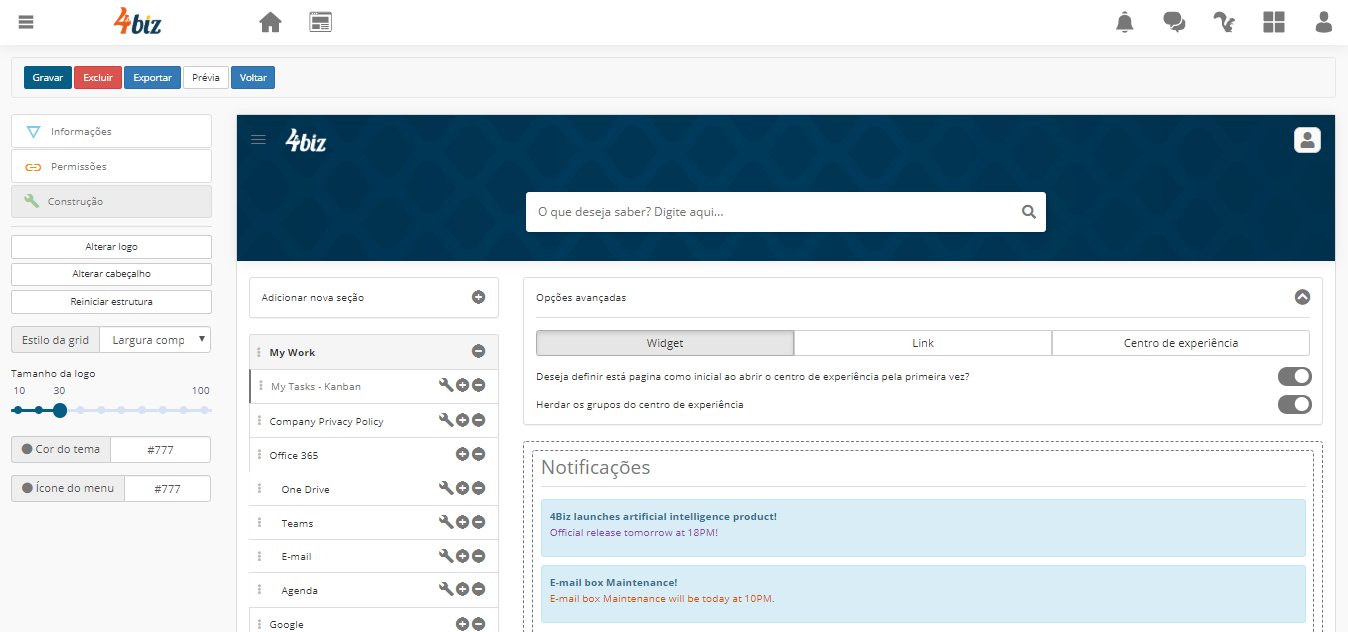 4biz
Gravar
Excluir
Exportar
Prévia
Voltar
Informações
Permissões
Construção
Alterar logo
Alterar cabeçalho
Reiniciar estrutura
Estilo da grid
Largura comp
Tamanho da logo
10 30 100
Cor do tema
#777
Ícone do menu
#777
4biz
O que deseja saber? Digite aqui...
Adicionar nova seção
My Work
My Tasks - Kanban
Company Privacy Policy
Office 365
One Drive
Teams
E-mail
Agenda
Google
Opções avançadas
Widget
Link
Centro de experiência
Deseja definir está pagina como inicial ao abrir o centro de experiência pela primeira vez?
Herdar os grupos do centro de experiência
Notificações
4Biz launches artificial intelligence product!
Official release tomorrow at 18PM!
E-mail box Maintenance!
E-mail box Maintenance will be today at 10PM.